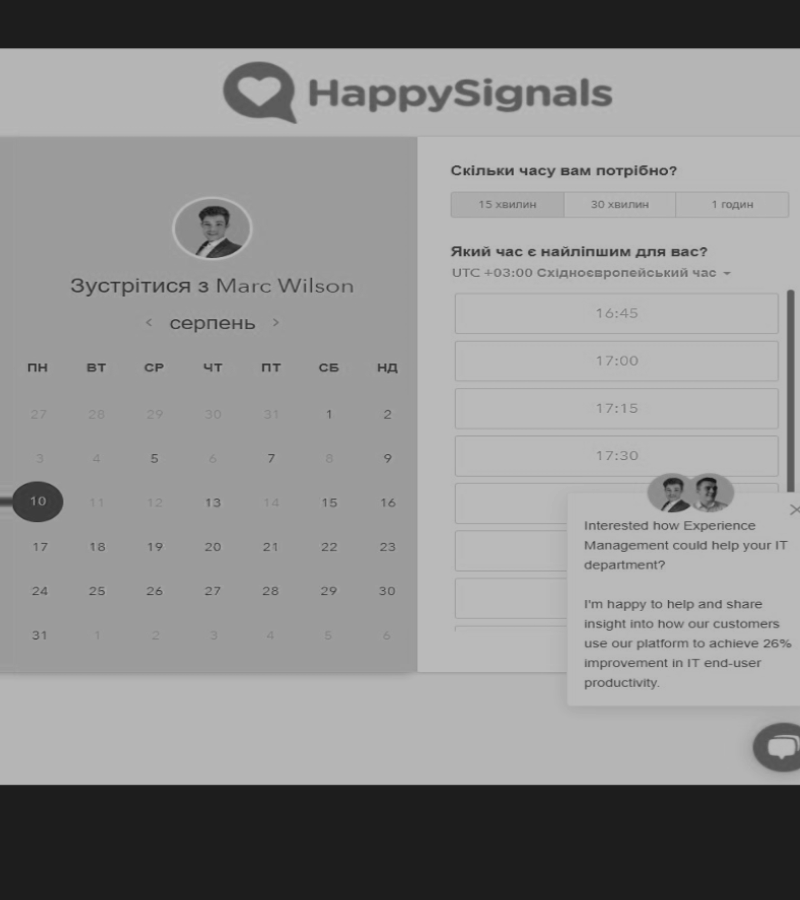 HappySignals
Зустрітися з Marc Wilson
серпень
ПН ВТ СР ЧТ ПТ СБ НД
27 28 29 30 31 1 2
3 4 5 6 7 8 9
10 11 12 13 14 15 16
17 18 19 20 21 22 23
24 25 26 27 28 29 30
31 1 2 3 4 5 6
Скільки часу вам потрібно?
15 хвилин 30 хвилин 1 годин
Який час є найліпшим для вас?
UTC +03:00 Східноєвропейський час
16:45
17:00
17:15
17:30
Interested how Experience
Management could help your IT
department?
I'm happy to help and share
insight into how our customers
use our platform to achieve 26%
improvement in IT end-user
productivity.